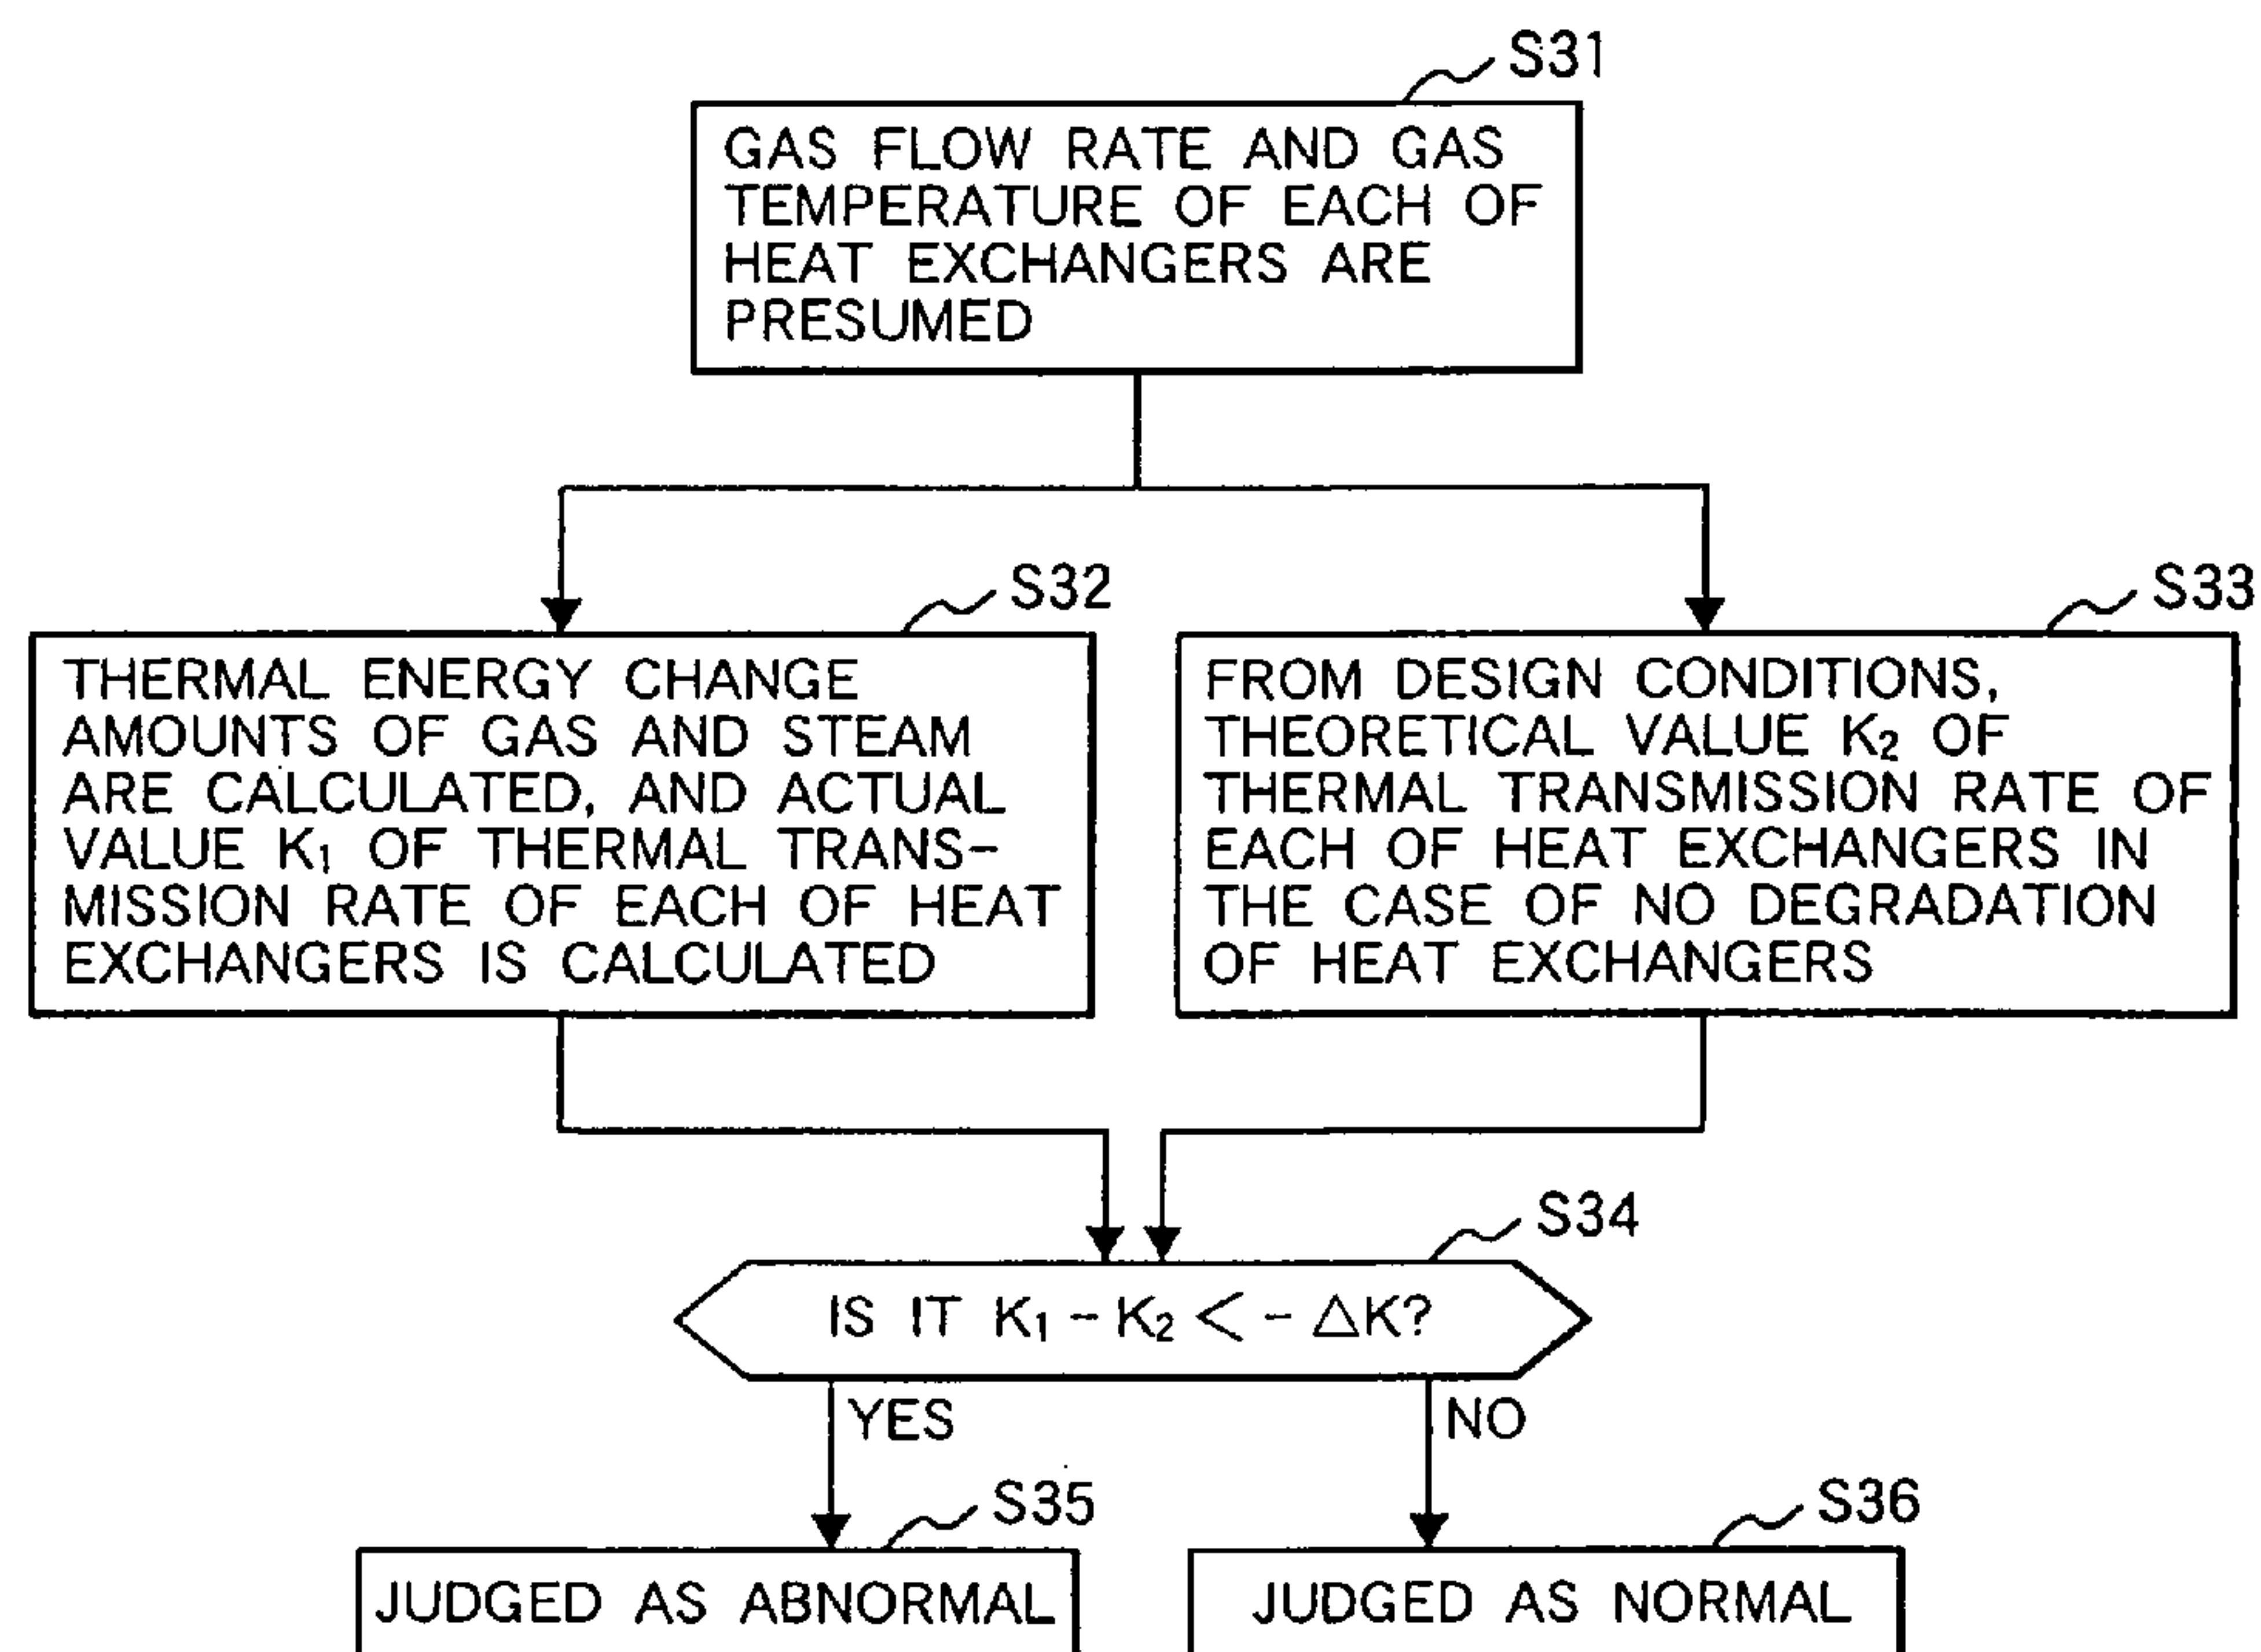 S31
GAS FLOW RATE AND GAS
TEMPERATURE OF EACH OF
HEAT EXCHANGERS ARE
PRESUMED
S32
THERMAL ENERGY CHANGE
AMOUNTS OF GAS AND STEAM
ARE CALCULATED, AND ACTUAL
VALUE K₁ OF THERMAL TRANS-
MISSION RATE OF EACH OF HEAT
EXCHANGERS IS CALCULATED
S33
FROM DESIGN CONDITIONS,
THEORETICAL VALUE K₂ OF
THERMAL TRANSMISSION RATE OF
EACH OF HEAT EXCHANGERS IN
THE CASE OF NO DEGRADATION
OF HEAT EXCHANGERS
S34
IS IT K₁ - K₂ < - △K?
YES
NO
S35
JUDGED AS ABNORMAL
S36
JUDGED AS NORMAL